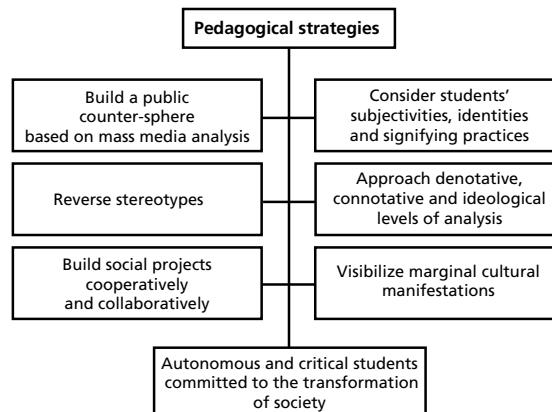 Pedagogical strategies
Build a public
counter-sphere
based on mass media analysis
Consider students'
subjectivities, identities
and signifying practices
Reverse stereotypes
Approach denotative,
connotative and ideological
levels of analysis
Build social projects
cooperatively
and collaboratively
Visibilize marginal cultural
manifestations
Autonomous and critical students
committed to the transformation
of society